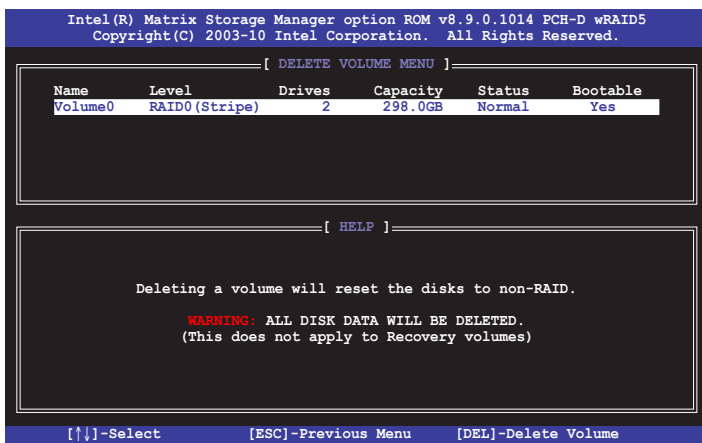 Intel(R) Matrix Storage Manager option ROM v8.9.0.1014 PCH-D wRAID5
Copyright(C) 2003-10 Intel Corporation. All Rights Reserved.
[ DELETE VOLUME MENU ]
Name Level Drives Capacity Status Bootable
Volume0 RAID0(Stripe) 2 298.0GB Normal Yes
[ HELP ]
Deleting a volume will reset the disks to non-RAID.
WARNING: ALL DISK DATA WILL BE DELETED.
(This does not apply to Recovery volumes)
[↑↓]-Select [ESC]-Previous Menu [DEL]-Delete Volume